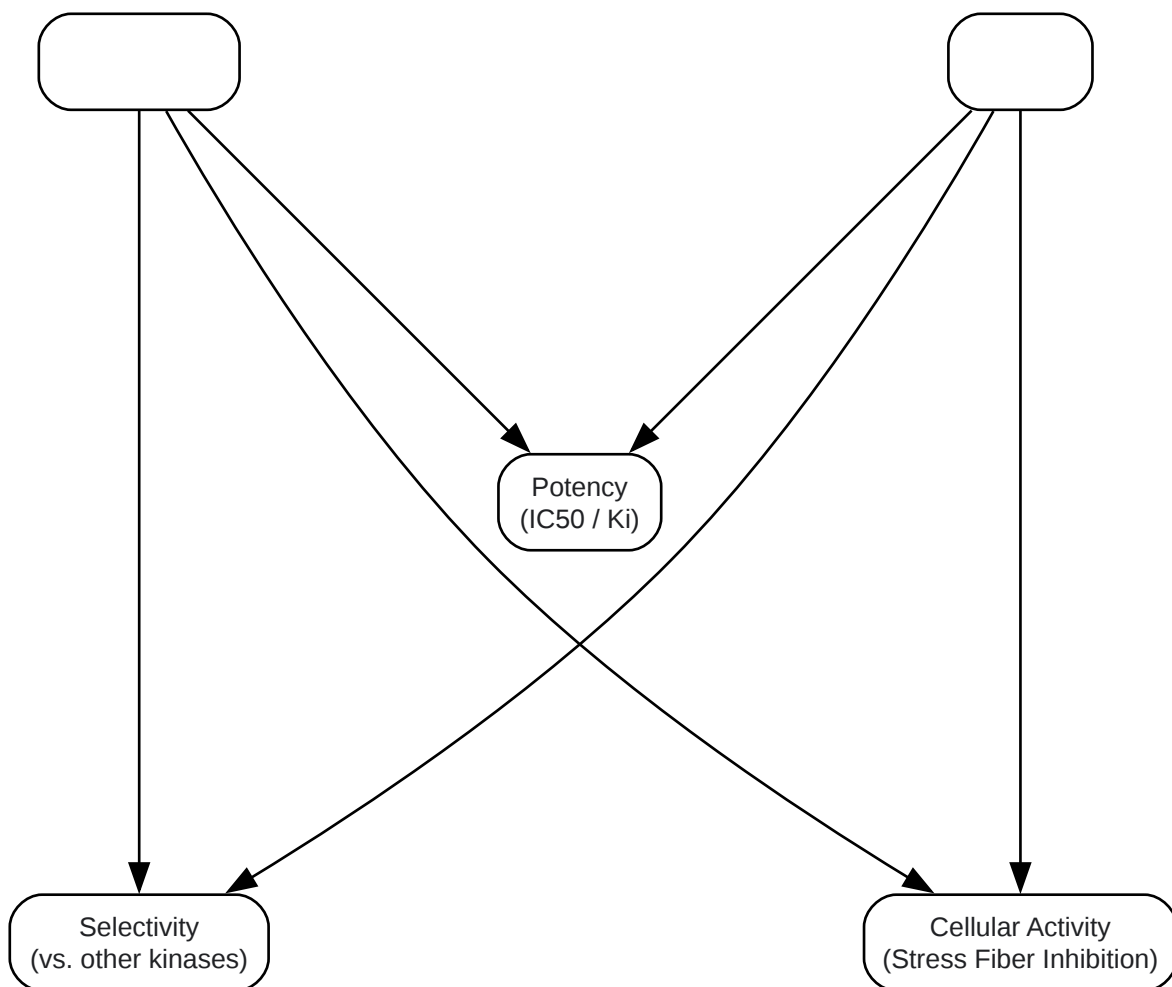 Potency
(IC50 / Ki)
Selectivity
(vs. other kinases)
Cellular Activity
(Stress Fiber Inhibition)